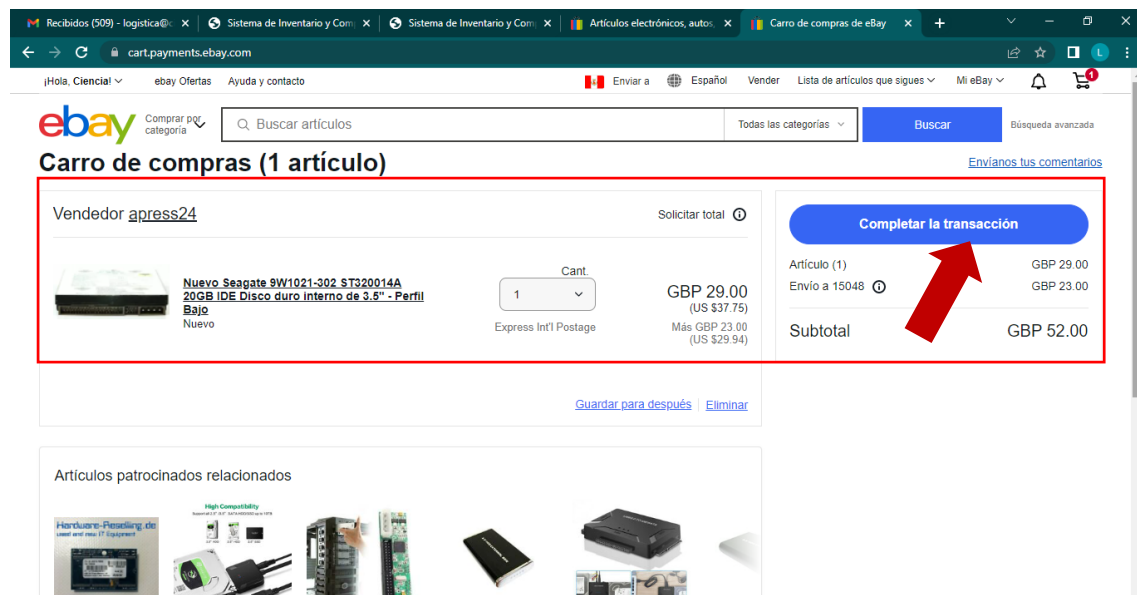 Recibidos (509) - logistica@c
Sistema de Inventario y Com
Sistema de Inventario y Com
Artículos electrónicos, autos,
Carro de compras de eBay
cart.payments.ebay.com
L
¡Hola, Ciencia!
ebay Ofertas
Ayuda y contacto
Enviar a
Español
Vender
Lista de artículos que sigues
Mi eBay
1
ebay
Comprar por
categoría
Buscar artículos
Todas las categorías
Buscar
Búsqueda avanzada
Carro de compras (1 artículo)
Envíanos tus comentarios
Vendedor apress24
Solicitar total
Nuevo Seagate 9W1021-302 ST320014A
20GB IDE Disco duro interno de 3.5" - Perfil
Bajo
Nuevo
Cant.
1
Express Int'l Postage
GBP 29.00
(US $37.75)
Más GBP 23.00
(US $29.94)
Completar la transacción
Artículo (1) GBP 29.00
Envío a 15048 GBP 23.00
Subtotal GBP 52.00
Guardar para después
Eliminar
Artículos patrocinados relacionados
Hardware-Reselling.de
used and new IT Equipment
High Compatibility